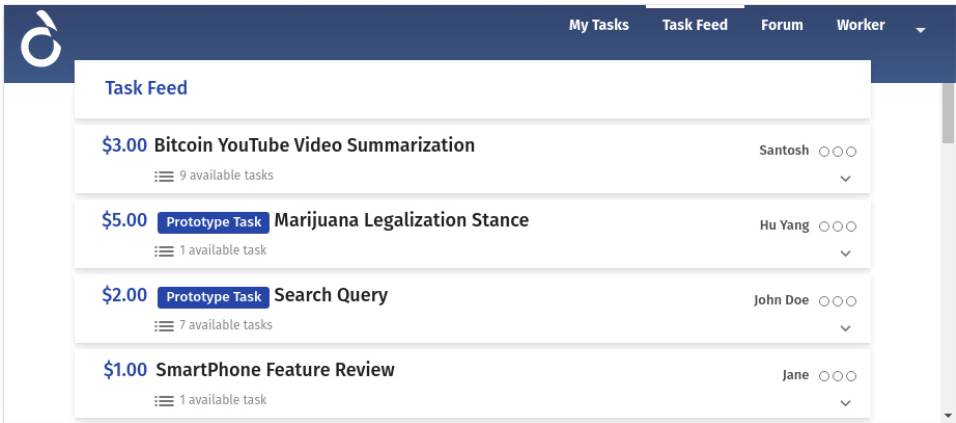 My Tasks Task Feed Forum Worker
Task Feed
$3.00 Bitcoin YouTube Video Summarization Santosh
9 available tasks
$5.00 Prototype Task Marijuana Legalization Stance Hu Yang
1 available task
$2.00 Prototype Task Search Query John Doe
7 available tasks
$1.00 SmartPhone Feature Review Jane
1 available task